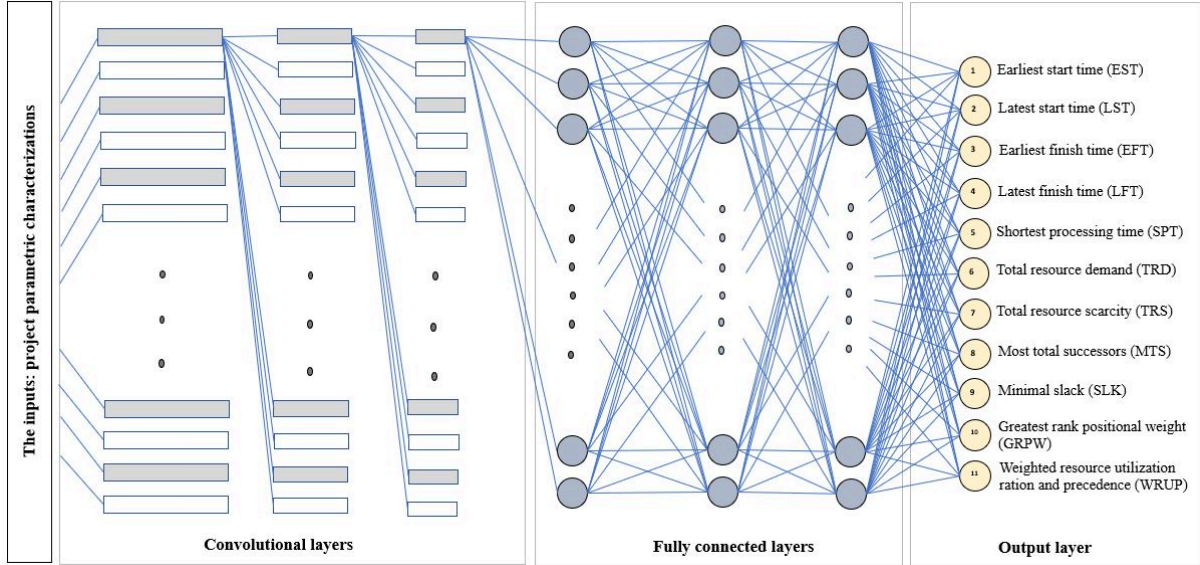 The inputs: project parametric characterizations
1
Earliest start time (EST)
2
Latest start time (LST)
3
Earliest finish time (EFT)
4
Latest finish time (LFT)
5
Shortest processing time (SPT)
6
Total resource demand (TRD)
7
Total resource scarcity (TRS)
8
Most total successors (MTS)
9
Minimal slack (SLK)
10
Greatest rank positional weight
(GRPW)
11
Weighted resource utilization
ration and precedence (WRUP)
Convolutional layers
Fully connected layers
Output layer